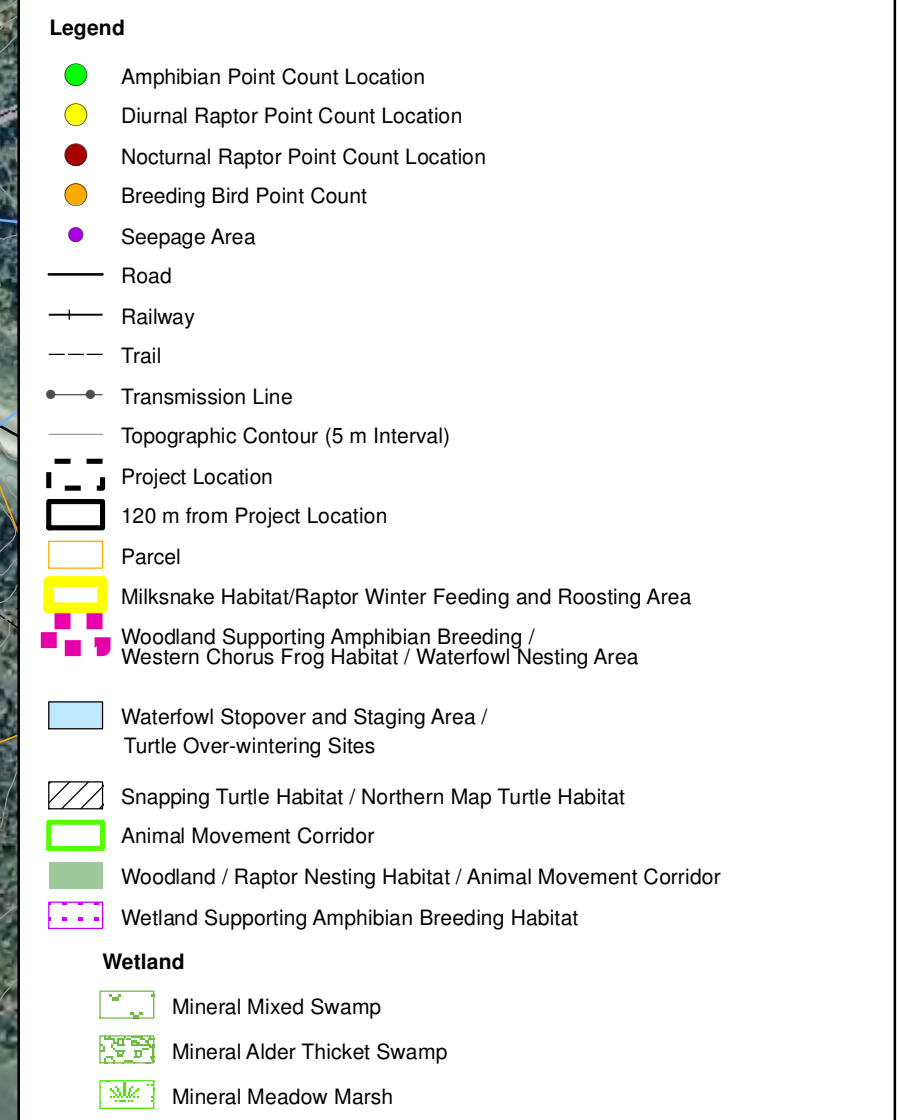 Legend
Amphibian Point Count Location
Diurnal Raptor Point Count Location
Nocturnal Raptor Point Count Location
Breeding Bird Point Count
Seepage Area
Road
Railway
Trail
Transmission Line
Topographic Contour (5 m Interval)
Project Location
120 m from Project Location
Parcel
Milksnake Habitat/Raptor Winter Feeding and Roosting Area
Woodland Supporting Amphibian Breeding /
Western Chorus Frog Habitat / Waterfowl Nesting Area
Waterfowl Stopover and Staging Area /
Turtle Over-wintering Sites
Snapping Turtle Habitat / Northern Map Turtle Habitat
Animal Movement Corridor
Woodland / Raptor Nesting Habitat / Animal Movement Corridor
Wetland Supporting Amphibian Breeding Habitat
Wetland
Mineral Mixed Swamp
Mineral Alder Thicket Swamp
Mineral Meadow Marsh